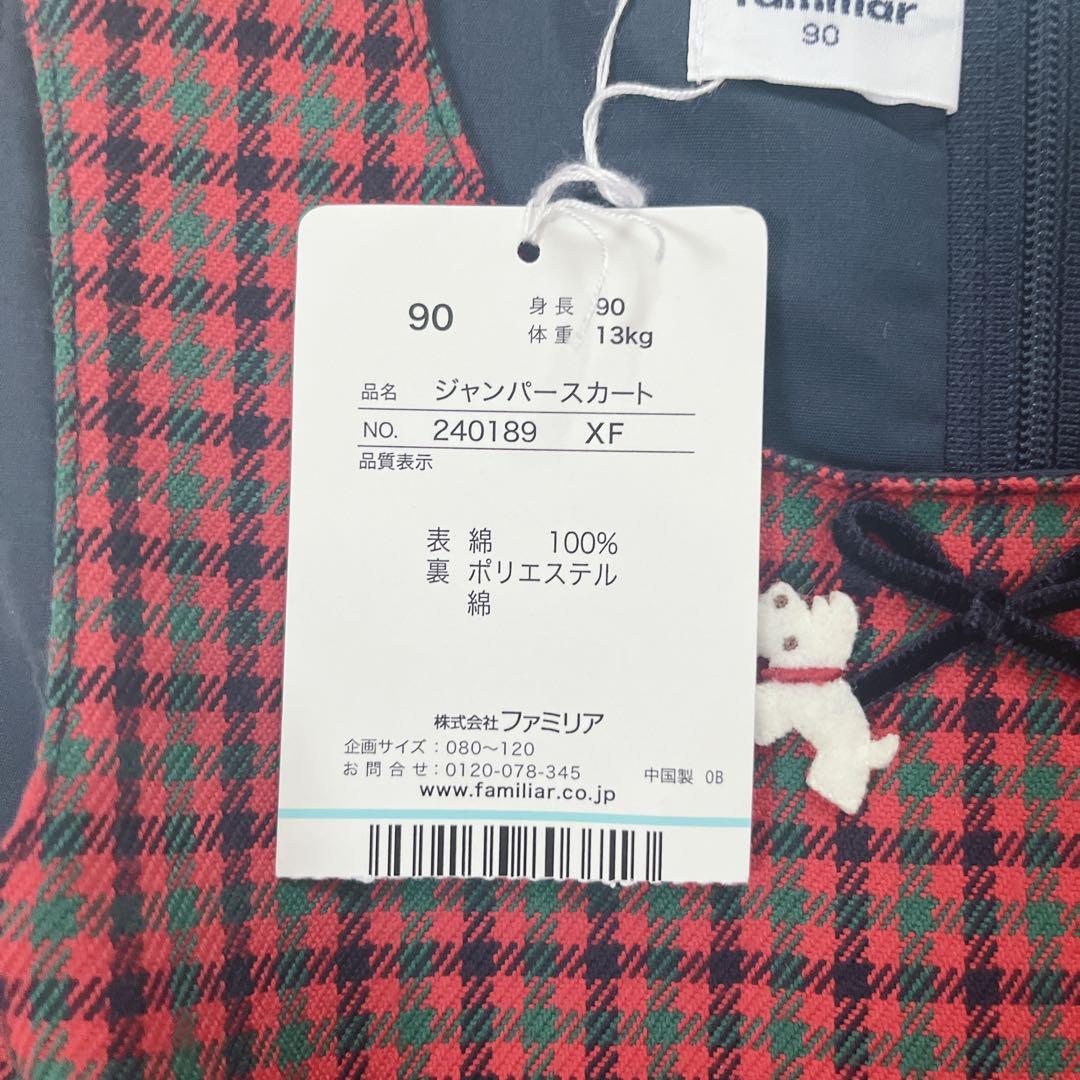 familiar
90
90
身長 90
体重 13kg
品名 ジャンパースカート
NO. 240189 XF
品質表示
表 綿 100%
裏 ポリエステル
綿
株式会社ファミリア
企画サイズ：080～120
お問合せ：0120-078-345 中国製 0B
www.familiar.co.jp